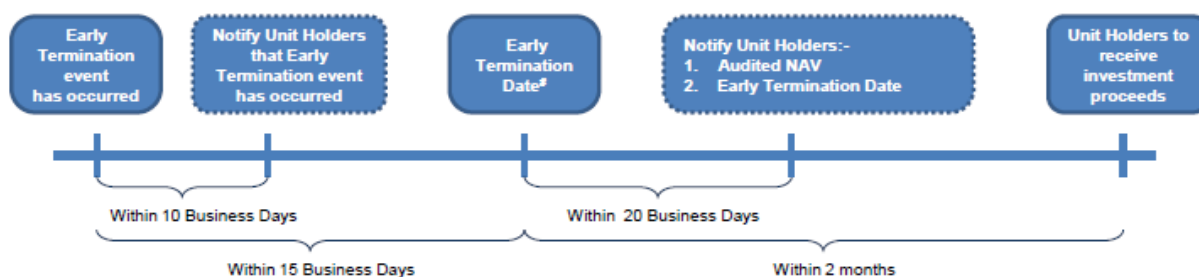 Early
Termination
event
has occurred
Notify Unit Holders
that Early
Termination event
has occurred
Early
Termination
Date#
Notify Unit Holders:-
1. Audited NAV
2. Early Termination Date
Unit Holders to
receive
investment
proceeds
Within 10 Business Days
Within 20 Business Days
Within 15 Business Days
Within 2 months